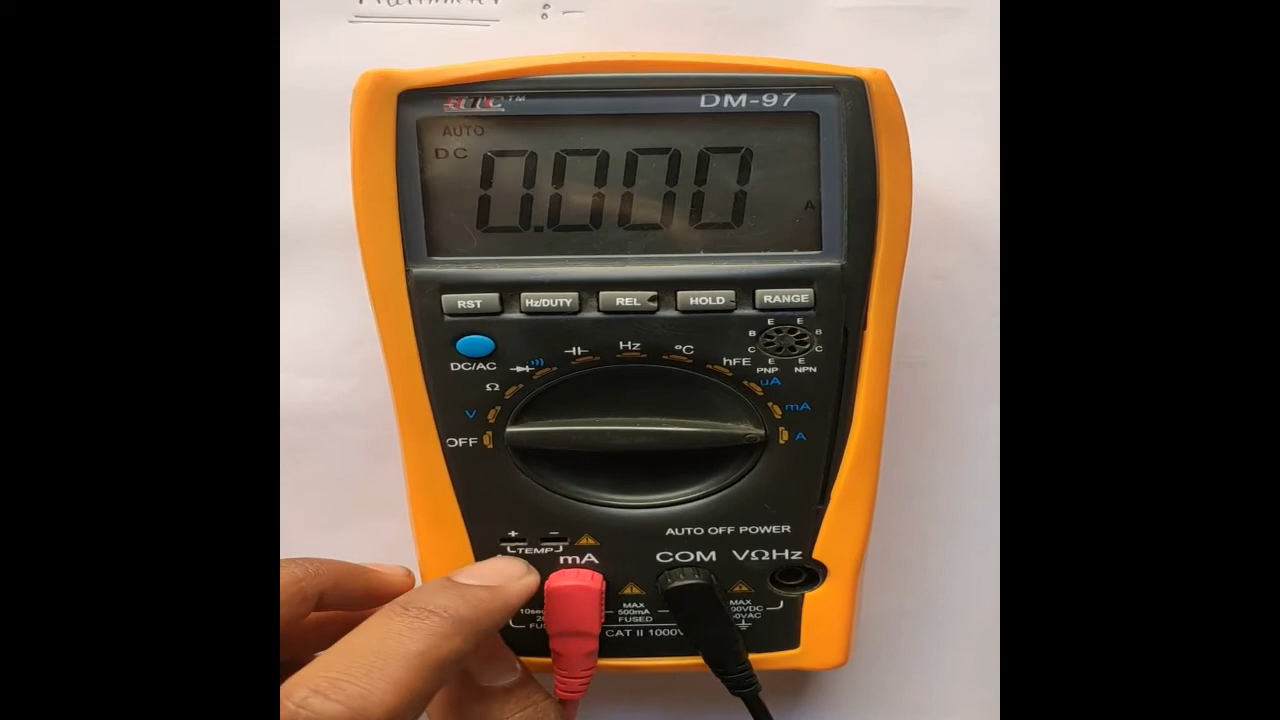 HTC™ DM-97
AUTO
DC
0.000
A
RST Hz/DUTY REL HOLD RANGE
E E
B B
C C
E E
PNP NPN
DC/AC
Hz
°C
hFE
Ω
uA
V
mA
OFF
A
AUTO OFF POWER
+ −
TEMP
mA COM VΩHz
MAX
500mA
FUSED
MAX
CAT II